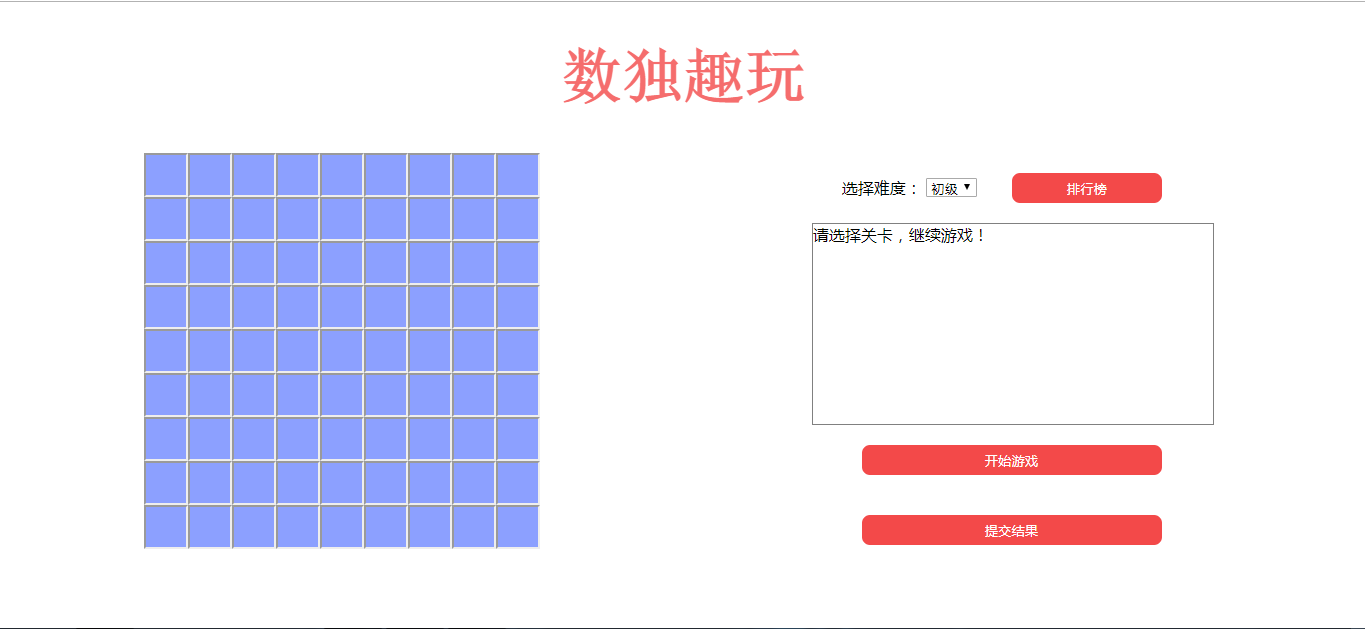 数独趣玩
选择难度： 初级 排行榜
请选择关卡，继续游戏！
开始游戏
提交结果